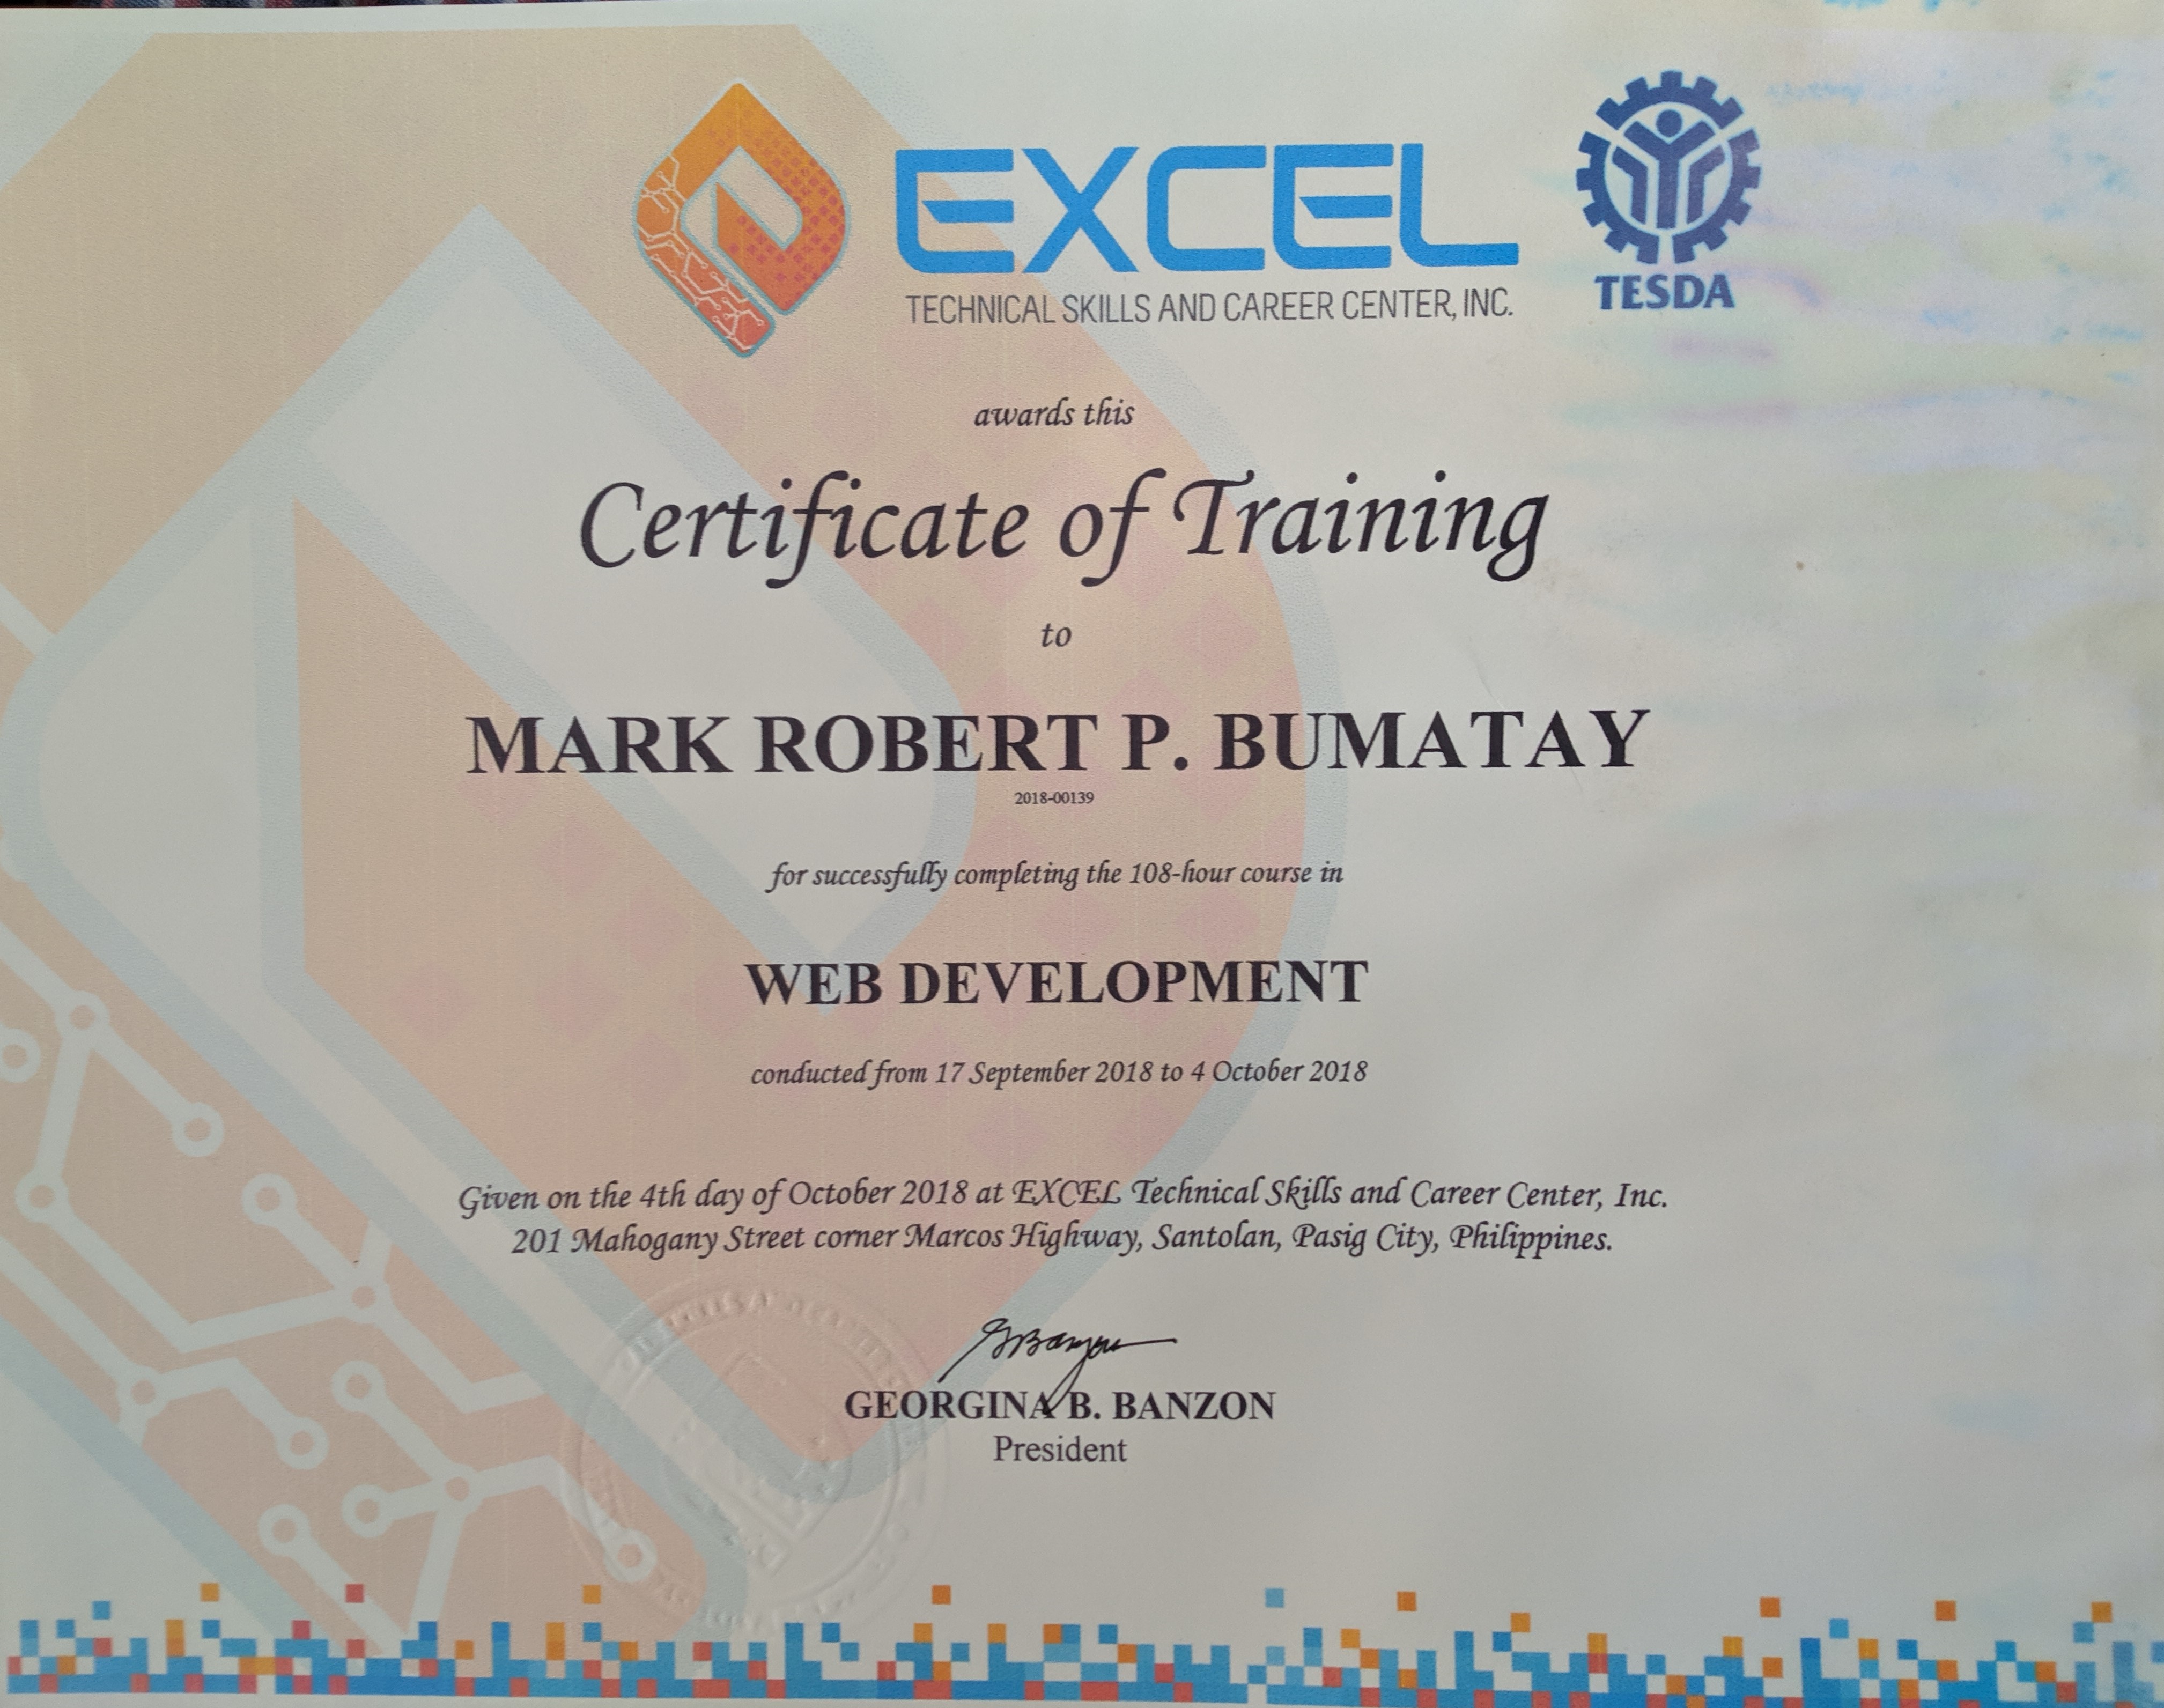 EXCEL
TECHNICAL SKILLS AND CAREER CENTER, INC.
TESDA
awards this
Certificate of Training
to
MARK ROBERT P. BUMATAY
2018-00139
for successfully completing the 108-hour course in
WEB DEVELOPMENT
conducted from 17 September 2018 to 4 October 2018
Given on the 4th day of October 2018 at EXCEL Technical Skills and Career Center, Inc.
201 Mahogany Street corner Marcos Highway, Santolan, Pasig City, Philippines.
GBanzon
GEORGINA B. BANZON
President